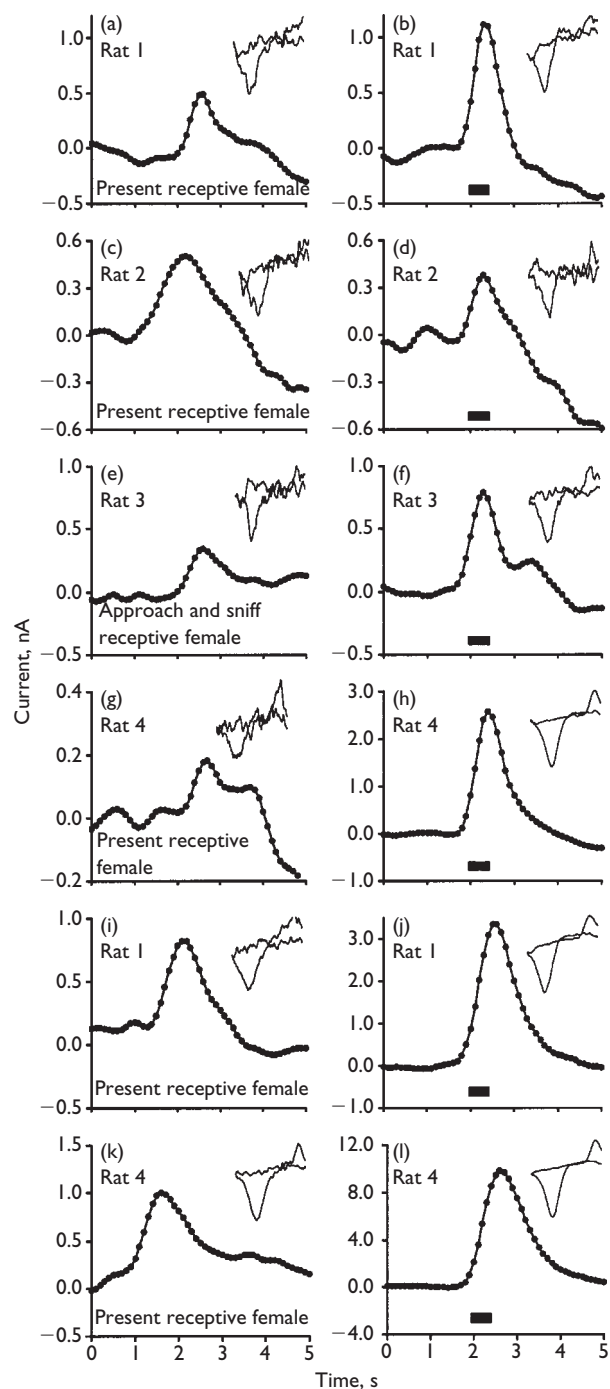 (a)
Rat 1
1.0
0.5
0.0
−0.5
Present receptive female
(b)
Rat 1
1.0
0.5
0.0
−0.5
(c)
Rat 2
0.6
0.3
0.0
−0.3
−0.6
Present receptive female
(d)
Rat 2
0.6
0.3
0.0
−0.3
−0.6
(e)
Rat 3
1.0
0.5
0.0
−0.5
Approach and sniff
receptive female
(f)
Rat 3
1.0
0.5
0.0
−0.5
Current, nA
(g)
Rat 4
0.4
0.2
0.0
−0.2
Present receptive
female
(h)
Rat 4
3.0
2.0
1.0
0.0
−1.0
(i)
Rat 1
1.0
0.5
0.0
−0.5
Present receptive female
(j)
Rat 1
3.0
2.0
1.0
0.0
−1.0
(k)
Rat 4
1.5
1.0
0.5
0.0
−0.5
Present receptive female
0 1 2 3 4 5
(l)
Rat 4
12.0
8.0
4.0
0.0
−4.0
0 1 2 3 4 5
Time, s